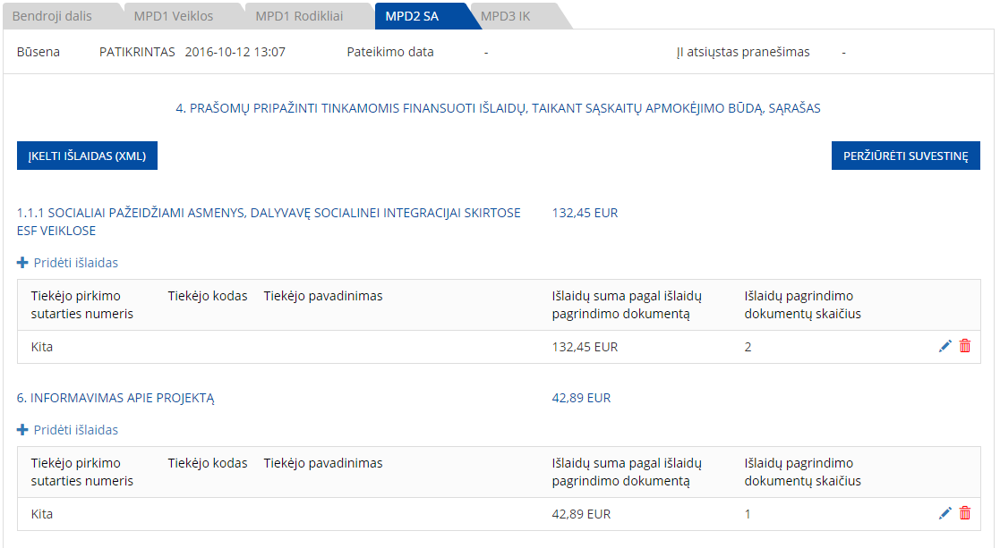 Bendroji dalis MPD1 Veiklos MPD1 Rodikliai MPD2 SA MPD3 IK
Būsena PATIKRINTAS 2016-10-12 13:07 Pateikimo data - ĮI atsiųstas pranešimas -
4. PRAŠOMŲ PRIPAŽINTI TINKAMOMIS FINANSUOTI IŠLAIDŲ, TAIKANT SĄSKAITŲ APMOKĖJIMO BŪDĄ, SĄRAŠAS
ĮKELTI IŠLAIDAS (XML) PERŽIŪRĖTI SUVESTINĘ
1.1.1 SOCIALIAI PAŽEIDŽIAMI ASMENYS, DALYVAVĘ SOCIALINEI INTEGRACIJAI SKIRTOSE 132,45 EUR
ESF VEIKLOSE
Pridėti išlaidas
Tiekėjo pirkimo Tiekėjo kodas Tiekėjo pavadinimas Išlaidų suma pagal išlaidų Išlaidų pagrindimo
sutarties numeris pagrindimo dokumentą dokumentų skaičius
Kita 132,45 EUR 2
6. INFORMAVIMAS APIE PROJEKTĄ 42,89 EUR
Pridėti išlaidas
Tiekėjo pirkimo Tiekėjo kodas Tiekėjo pavadinimas Išlaidų suma pagal išlaidų Išlaidų pagrindimo
sutarties numeris pagrindimo dokumentą dokumentų skaičius
Kita 42,89 EUR 1